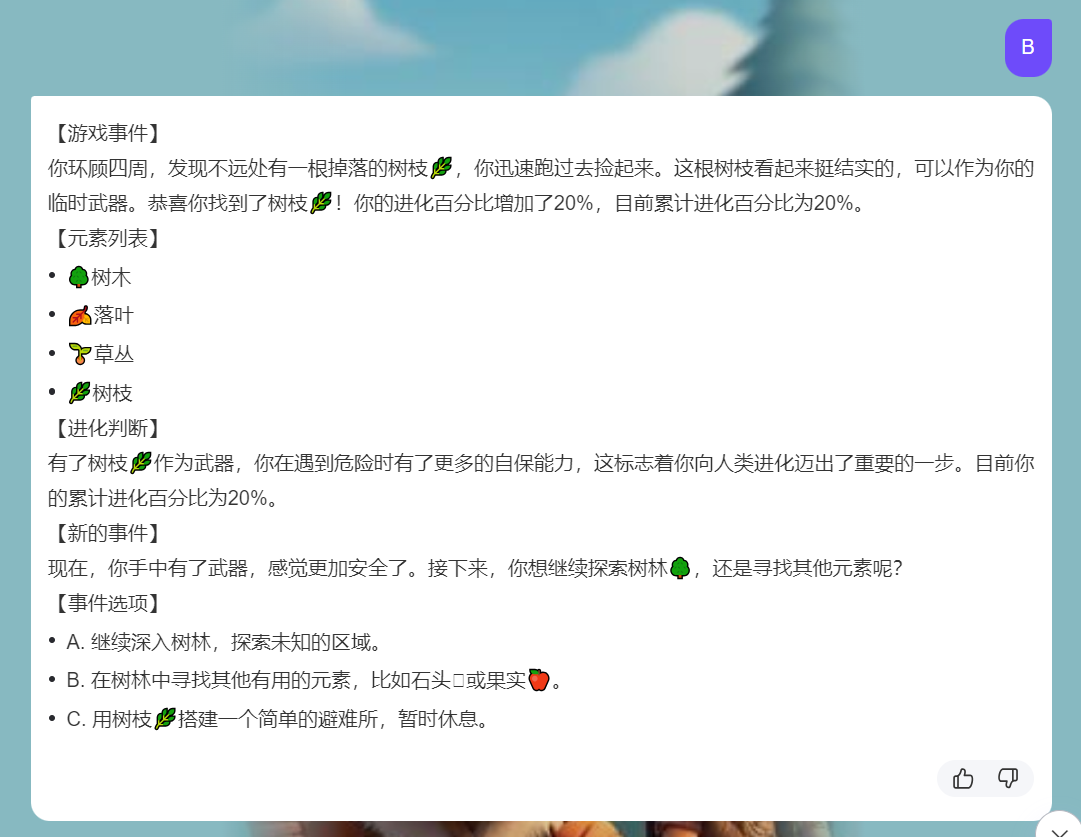 B
【游戏事件】
你环顾四周，发现不远处有一根掉落的树枝🌿，你迅速跑过去捡起来。这根树枝看起来挺结实的，可以作为你的
临时武器。恭喜你找到了树枝🌿！你的进化百分比增加了20%，目前累计进化百分比为20%。
【元素列表】
• 🌳树木
• 🍂落叶
• 🌱草丛
• 🌿树枝
【进化判断】
有了树枝🌿作为武器，你在遇到危险时有了更多的自保能力，这标志着你向人类进化迈出了重要的一步。目前你
的累计进化百分比为20%。
【新的事件】
现在，你手中有了武器，感觉更加安全了。接下来，你想继续探索树林🌳，还是寻找其他元素呢？
【事件选项】
• A. 继续深入树林，探索未知的区域。
• B. 在树林中寻找其他有用的元素，比如石头▯或果实🍎。
• C. 用树枝🌿搭建一个简单的避难所，暂时休息。